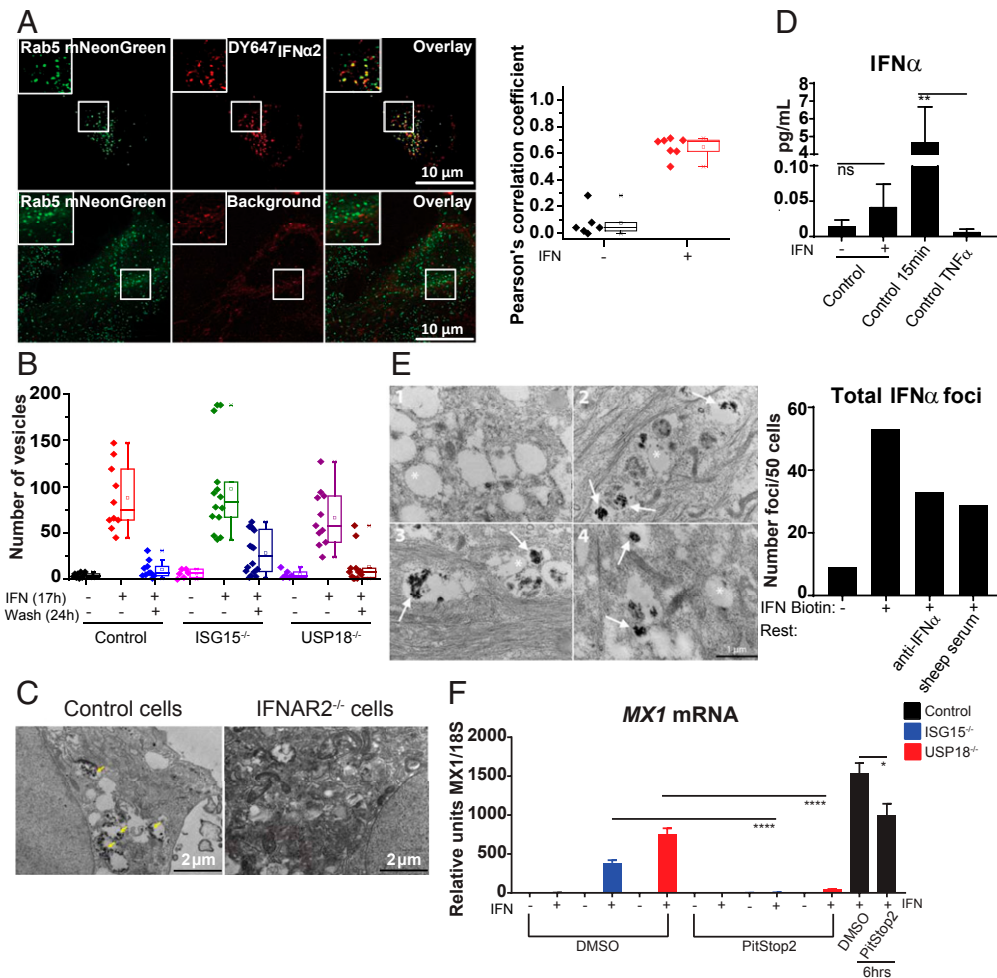 A
Rab5 mNeonGreen
DY647IFNα2
Overlay
10 µm
Rab5 mNeonGreen
Background
Overlay
10 µm
Pearson's correlation coefficient
1.0
0.8
0.6
0.4
0.2
0.0
IFN
-
+
D
IFNα
pg/mL
8
7
6
5
4
0.10
0.05
0.00
ns
**
IFN
-
+
Control
Control 15min
Control TNFα
B
Number of vesicles
200
150
100
50
0
IFN (17h) - + + - + + - + +
Wash (24h) - - + - - + - - +
Control
ISG15-/-
USP18-/-
E
1
2
3
4
1 µm
Total IFNα foci
Number foci/50 cells
60
40
20
0
IFN Biotin: - + + +
Rest:
anti-IFNα
sheep serum
C
Control cells
IFNAR2-/- cells
2µm
2µm
F
MX1 mRNA
Control
ISG15-/-
USP18-/-
Relative units MX1/18S
2000
1500
1000
500
0
****
****
*
IFN - + - + - + - + - + - + + + IFN
DMSO
PitStop2
DMSO
PitStop2
6hrs